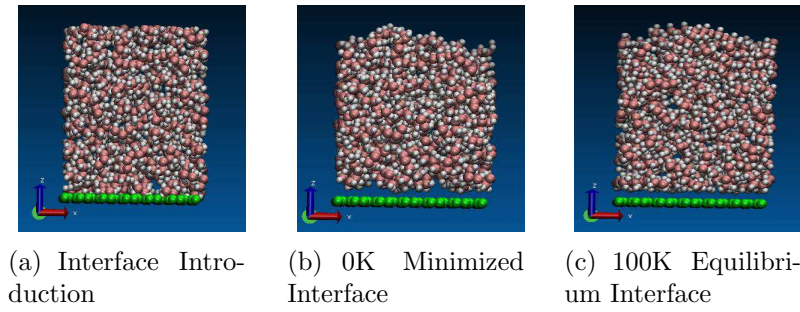 z
x
z
x
z
x
(a) Interface Intro-
duction
(b) 0K Minimized
Interface
(c) 100K Equilibri-
um Interface